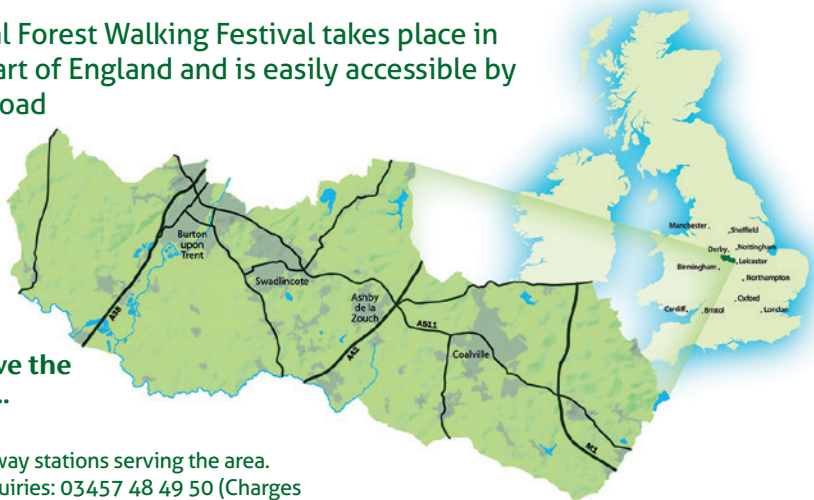 al Forest Walking Festival takes place in
art of England and is easily accessible by
oad
Burton
upon
Trent
Swadlincote
Ashby
de la
Zouch
A38
A42
A511
Coalville
M1
Manchester
Sheffield
Derby
Nottingham
Leicester
Birmingham
Northampton
Oxford
Cardiff
Bristol
London
ve the
..
way stations serving the area.
uiries: 03457 48 49 50 (Charges